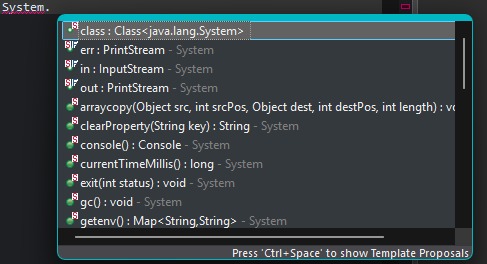 System.
class : Class<java.lang.System>
err : PrintStream - System
in : InputStream - System
out : PrintStream - System
arraycopy(Object src, int srcPos, Object dest, int destPos, int length) : vo
clearProperty(String key) : String - System
console() : Console - System
currentTimeMillis() : long - System
exit(int status) : void - System
gc() : void - System
getenv() : Map<String,String> - System
Press 'Ctrl+Space' to show Template Proposals